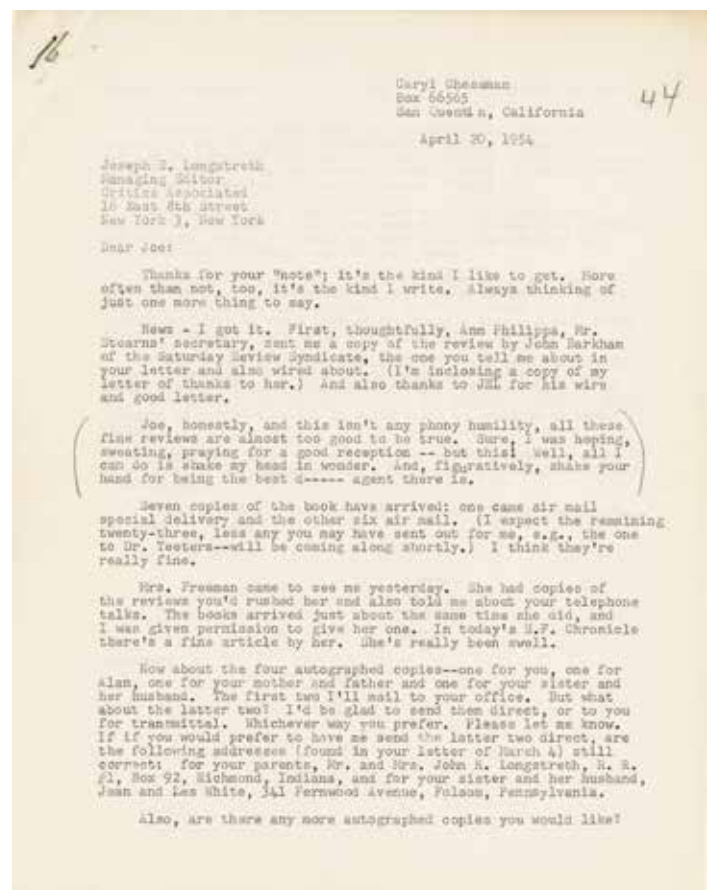 16
44
Caryl Chessman
Box 66565
San Quentin, California
April 20, 1954
Joseph E. Longstreth
Managing Editor
Critics Associated
16 East 8th Street
New York 3, New York
Dear Joe:
Thanks for your "note"; it's the kind I like to get. More
often than not, too, it's the kind I write. Always thinking of
just one more thing to say.
News - I got it. First, thoughtfully, Ann Philippa, Mr.
Stearns' secretary, sent me a copy of the review by John Barkham
of the Saturday Review Syndicate, the one you tell me about in
your letter and also wired about. (I'm inclosing a copy of my
letter of thanks to her.) And also thanks to JEL for his wire
and good letter.
Joe, honestly, and this isn't any phony humility, all these
fine reviews are almost too good to be true. Sure, I was hoping,
sweating, praying for a good reception -- but this! Well, all I
can do is shake my head in wonder. And, figuratively, shake your
hand for being the best d----- agent there is.
Seven copies of the book have arrived: one came air mail
special delivery and the other six air mail. (I expect the remaining
twenty-three, less any you may have sent out for me, e.g., the one
to Dr. Teeters--will be coming along shortly.) I think they're
really fine.
Mrs. Freeman came to see me yesterday. She had copies of
the reviews you'd rushed her and also told me about your telephone
talks. The books arrived just about the same time she did, and
I was given permission to give her one. In today's S.F. Chronicle
there's a fine article by her. She's really been swell.
Now about the four autographed copies--one for you, one for
Alan, one for your mother and father and one for your sister and
her husband. The first two I'll mail to your office. But what
about the latter two? I'd be glad to send them direct, or to you
for transmittal. Whichever way you prefer. Please let me know.
If if you would prefer to have me send the latter two direct, are
the following addresses (found in your letter of March 4) still
correct: for your parents, Mr. and Mrs. John R. Longstreth, R. R.
#1, Box 92, Richmond, Indiana, and for your sister and her husband,
Jean and Les White, 341 Fernwood Avenue, Folsom, Pennsylvania.
Also, are there any more autographed copies you would like?